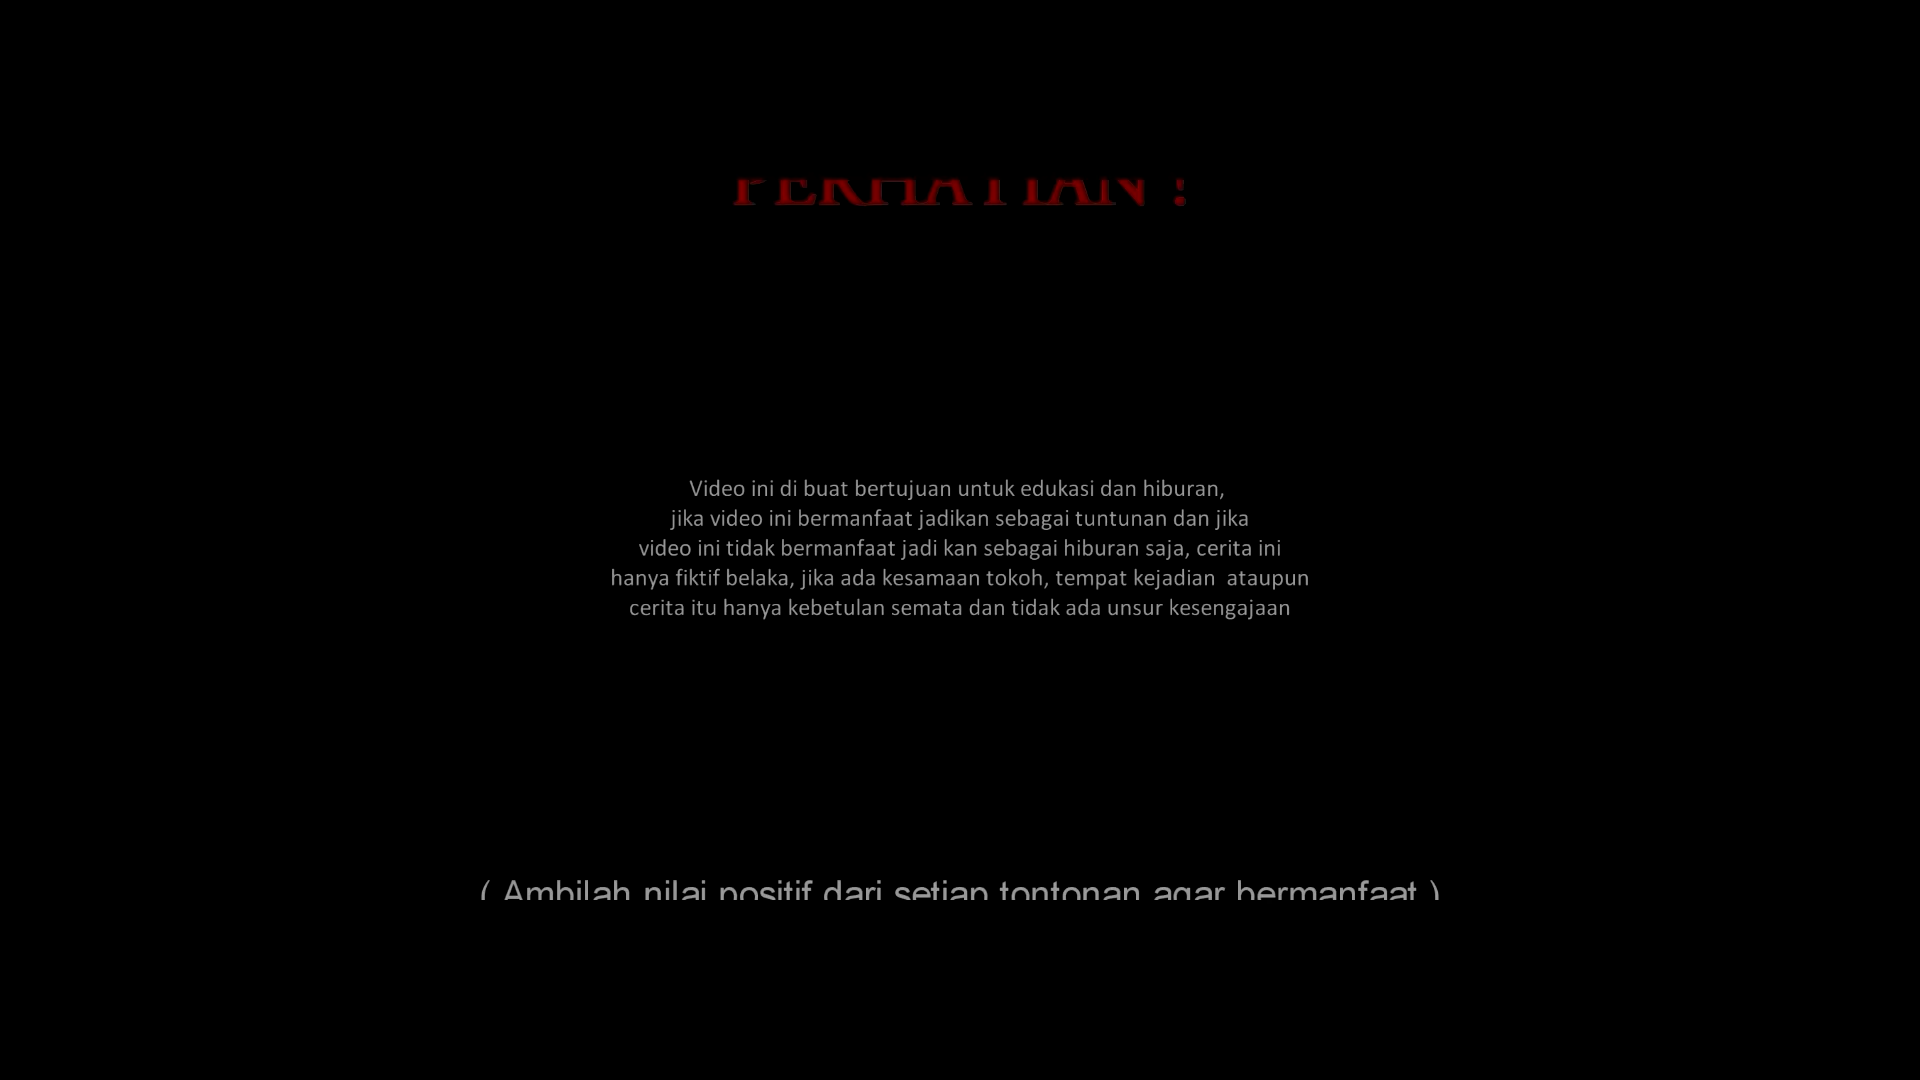 PERHATIAN !
Video ini di buat bertujuan untuk edukasi dan hiburan,
jika video ini bermanfaat jadikan sebagai tuntunan dan jika
video ini tidak bermanfaat jadi kan sebagai hiburan saja, cerita ini
hanya fiktif belaka, jika ada kesamaan tokoh, tempat kejadian ataupun
cerita itu hanya kebetulan semata dan tidak ada unsur kesengajaan
( Ambilah nilai positif dari setiap tontonan agar bermanfaat )